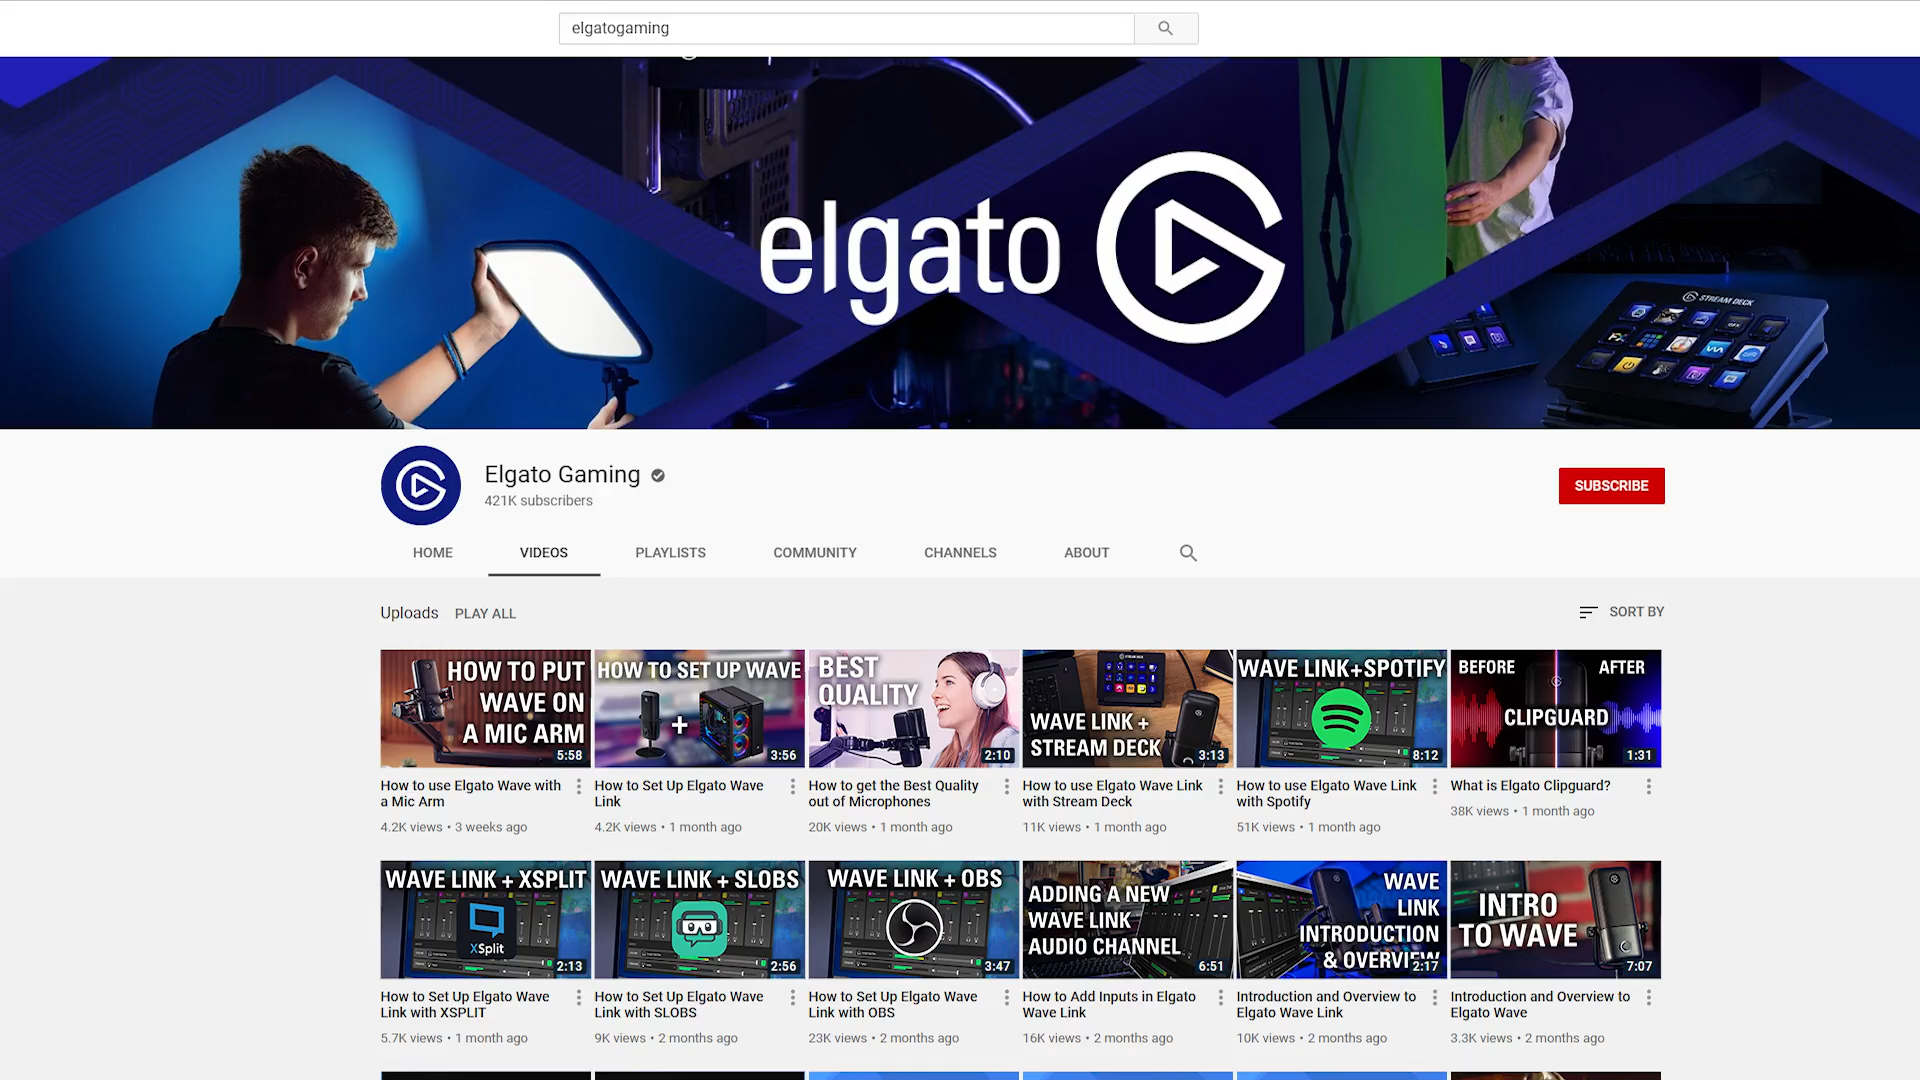 elgatogaming
elgato
STREAM DECK
Elgato Gaming
421K subscribers
SUBSCRIBE
HOME
VIDEOS
PLAYLISTS
COMMUNITY
CHANNELS
ABOUT
Uploads
PLAY ALL
SORT BY
HOW TO PUT
WAVE ON
A MIC ARM
5:58
How to use Elgato Wave with
a Mic Arm
4.2K views • 3 weeks ago
HOW TO SET UP WAVE
+
3:56
How to Set Up Elgato Wave
Link
4.2K views • 1 month ago
BEST
QUALITY
2:10
How to get the Best Quality
out of Microphones
20K views • 1 month ago
WAVE LINK +
STREAM DECK
3:13
How to use Elgato Wave Link
with Stream Deck
11K views • 1 month ago
WAVE LINK+SPOTIFY
8:12
How to use Elgato Wave Link
with Spotify
51K views • 1 month ago
BEFORE
AFTER
CLIPGUARD
1:31
What is Elgato Clipguard?
38K views • 1 month ago
WAVE LINK + XSPLIT
XSplit
2:13
How to Set Up Elgato Wave
Link with XSPLIT
5.7K views • 1 month ago
WAVE LINK + SLOBS
2:56
How to Set Up Elgato Wave
Link with SLOBS
9K views • 2 months ago
WAVE LINK + OBS
3:47
How to Set Up Elgato Wave
Link with OBS
23K views • 2 months ago
ADDING A NEW
WAVE LINK
AUDIO CHANNEL
6:51
How to Add Inputs in Elgato
Wave Link
16K views • 2 months ago
WAVE
LINK
INTRODUCTION
& OVERVIEW
2:17
Introduction and Overview to
Elgato Wave Link
10K views • 2 months ago
INTRO
TO WAVE
7:07
Introduction and Overview to
Elgato Wave
3.3K views • 2 months ago